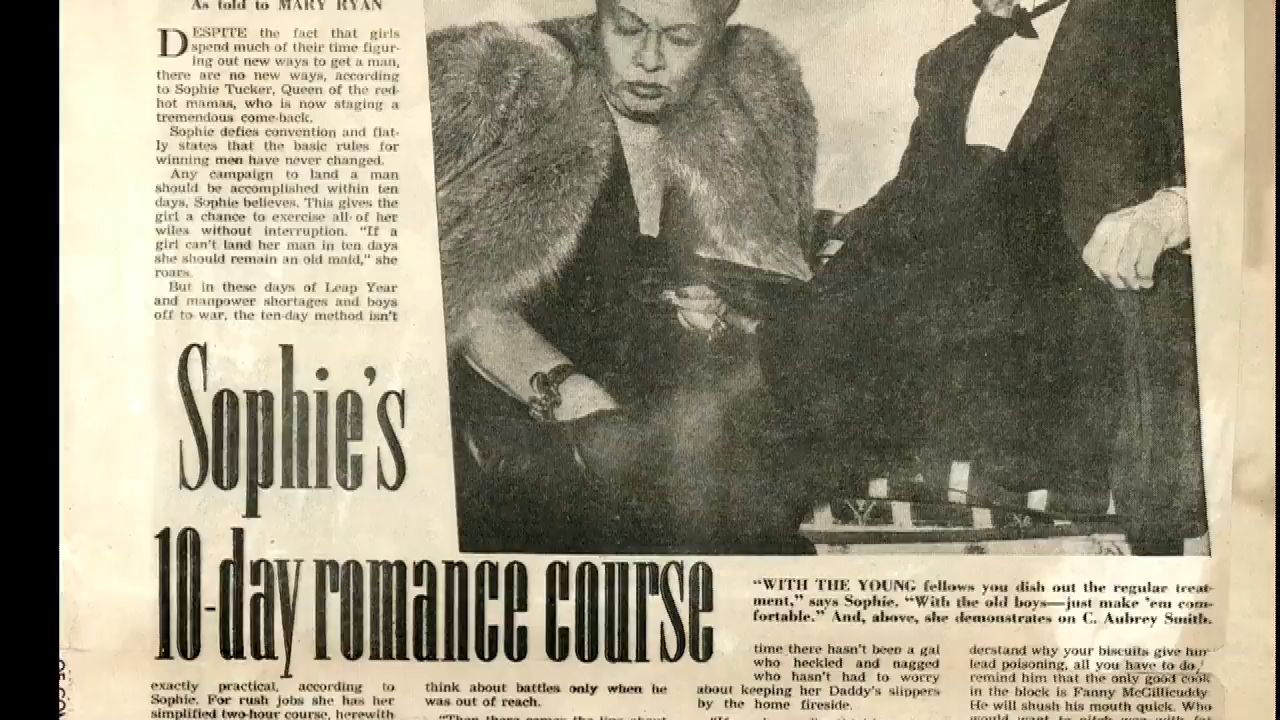 As told to MARY RYAN
DESPITE the fact that girls
spend much of their time figur-
ing out new ways to get a man,
there are no new ways, according
to Sophie Tucker, Queen of the red-
hot mamas, who is now staging a
tremendous come-back.
Sophie defies convention and flat-
ly states that the basic rules for
winning men have never changed.
Any campaign to land a man
should be accomplished within ten
days, Sophie believes. This gives the
girl a chance to exercise all of her
wiles without interruption. "If a
girl can't land her man in ten days
she should remain an old maid," she
roars.
But in these days of Leap Year
and manpower shortages and boys
off to war, the ten-day method isn't
Sophie's
10-day romance course
"WITH THE YOUNG fellows you dish out the regular treat-
ment," says Sophie. "With the old boys—just make 'em com-
fortable." And, above, she demonstrates on C. Aubrey Smith.
exactly practical, according to
Sophie. For rush jobs she has her
simplified two-hour course, herewith
think about battles only when he
was out of reach.
"Then there comes the line about
time there hasn't been a gal
who heckled and nagged
who hasn't had to worry
about keeping her Daddy's slippers
by the home fireside.
derstand why your biscuits give him
lead poisoning, all you have to do,
remind him that the only good cook
in the block is Fanny McGillicuddy
He will shush his mouth quick. Who